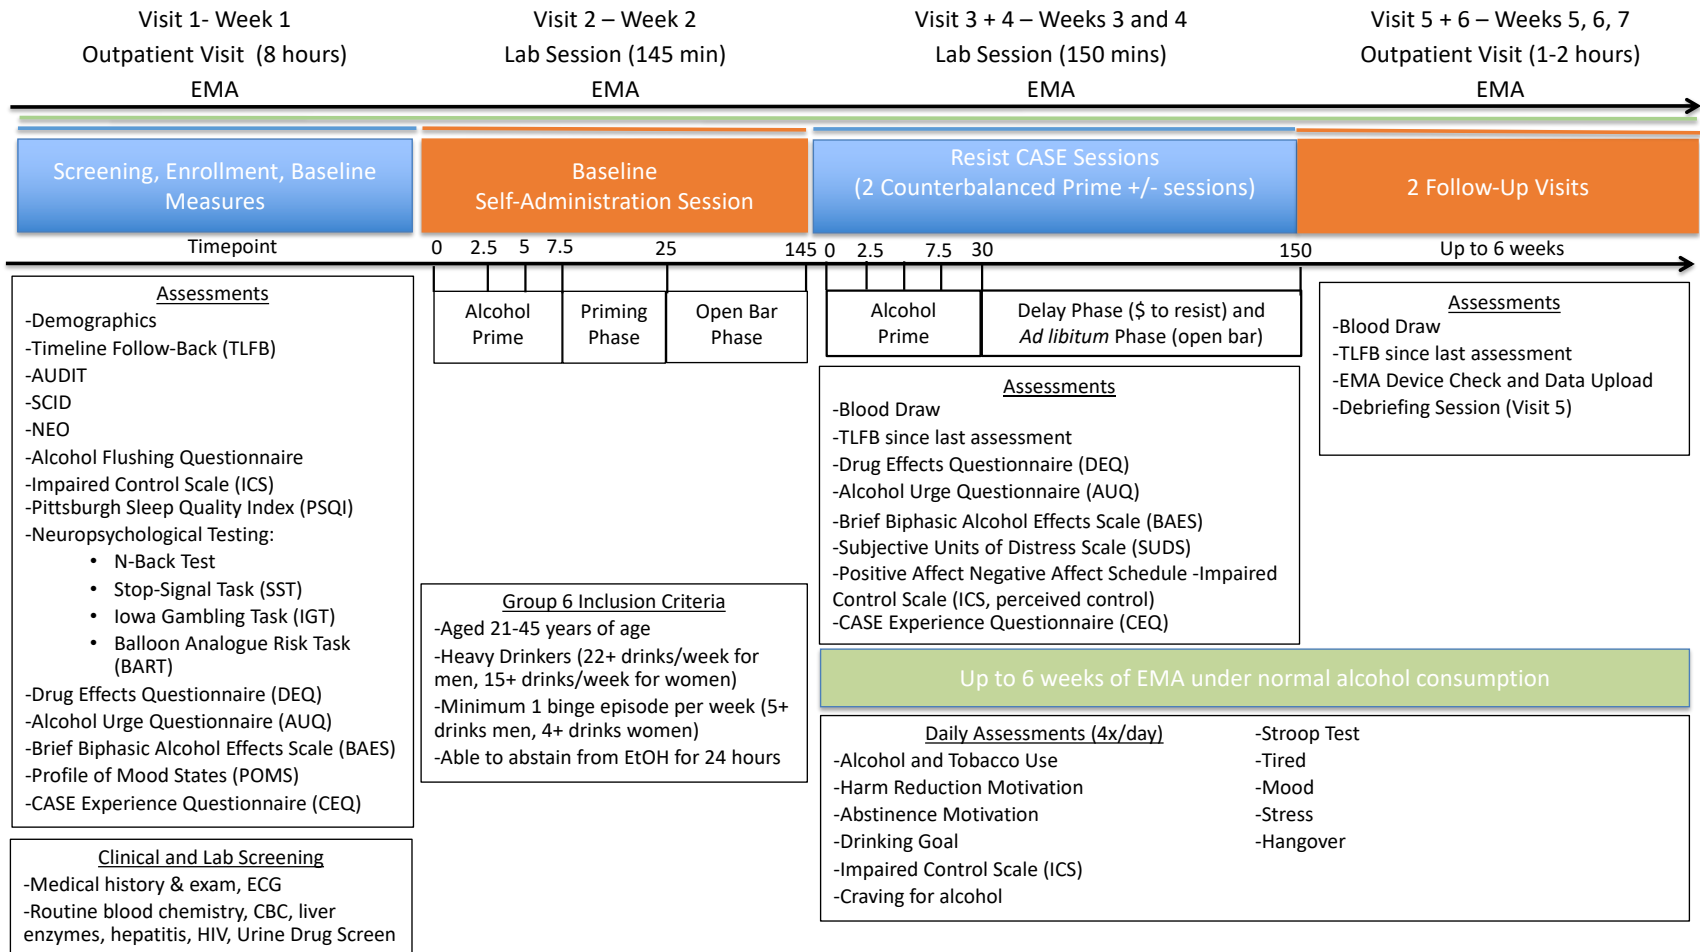 Visit 1- Week 1
Outpatient Visit  (8 hours)
EMA
Visit 2 – Week 2
Lab Session (145 min)
EMA
Visit 3 + 4 – Weeks 3 and 4
Lab Session (150 mins)
EMA
Visit 5 + 6 – Weeks 5, 6, 7
Outpatient Visit (1-2 hours)
EMA
Screening, Enrollment, Baseline
Measures
Baseline
Self-Administration Session
Resist CASE Sessions
(2 Counterbalanced Prime +/- sessions)
2 Follow-Up Visits
Timepoint
0 2.5 5 7.5 25 145
0 2.5 7.5 30 150
Up to 6 weeks
Assessments
-Demographics
-Timeline Follow-Back (TLFB)
-AUDIT
-SCID
-NEO
-Alcohol Flushing Questionnaire
-Impaired Control Scale (ICS)
-Pittsburgh Sleep Quality Index (PSQI)
-Neuropsychological Testing:
• N-Back Test
• Stop-Signal Task (SST)
• Iowa Gambling Task (IGT)
• Balloon Analogue Risk Task
(BART)
-Drug Effects Questionnaire (DEQ)
-Alcohol Urge Questionnaire (AUQ)
-Brief Biphasic Alcohol Effects Scale (BAES)
-Profile of Mood States (POMS)
-CASE Experience Questionnaire (CEQ)
Clinical and Lab Screening
-Medical history & exam, ECG
-Routine blood chemistry, CBC, liver
enzymes, hepatitis, HIV, Urine Drug Screen
Alcohol
Prime
Priming
Phase
Open Bar
Phase
Group 6 Inclusion Criteria
-Aged 21-45 years of age
-Heavy Drinkers (22+ drinks/week for
men, 15+ drinks/week for women)
-Minimum 1 binge episode per week (5+
drinks men, 4+ drinks women)
-Able to abstain from EtOH for 24 hours
Alcohol
Prime
Delay Phase ($ to resist) and
Ad libitum Phase (open bar)
Assessments
-Blood Draw
-TLFB since last assessment
-Drug Effects Questionnaire (DEQ)
-Alcohol Urge Questionnaire (AUQ)
-Brief Biphasic Alcohol Effects Scale (BAES)
-Subjective Units of Distress Scale (SUDS)
-Positive Affect Negative Affect Schedule -Impaired
Control Scale (ICS, perceived control)
-CASE Experience Questionnaire (CEQ)
Assessments
-Blood Draw
-TLFB since last assessment
-EMA Device Check and Data Upload
-Debriefing Session (Visit 5)
Up to 6 weeks of EMA under normal alcohol consumption
Daily Assessments (4x/day)
-Alcohol and Tobacco Use
-Harm Reduction Motivation
-Abstinence Motivation
-Drinking Goal
-Impaired Control Scale (ICS)
-Craving for alcohol
-Stroop Test
-Tired
-Mood
-Stress
-Hangover